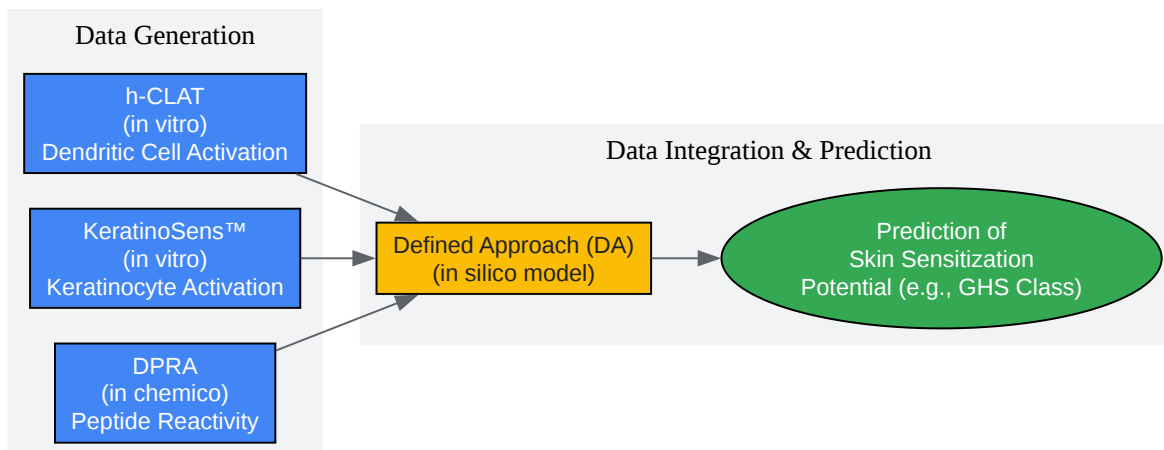 Data Generation
h-CLAT
(in vitro)
Dendritic Cell Activation
KeratinoSens™
(in vitro)
Keratinocyte Activation
DPRA
(in chemico)
Peptide Reactivity
Data Integration & Prediction
Defined Approach (DA)
(in silico model)
Prediction of
Skin Sensitization
Potential (e.g., GHS Class)